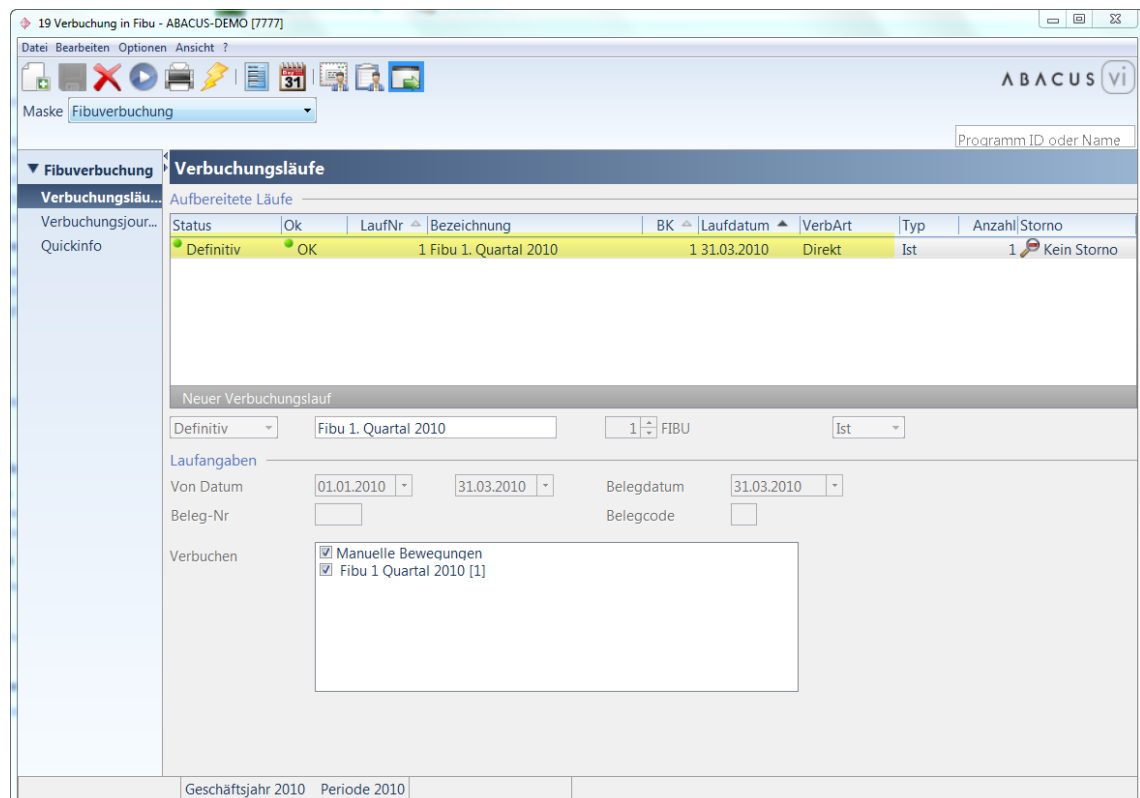 19 Verbuchung in Fibu - ABACUS-DEMO [7777]
Datei Bearbeiten Optionen Ansicht ?
31
ABACUS vi
Maske Fibuverbuchung
Programm ID oder Name
Fibuverbuchung
Verbuchungsläufe
Verbuchungsläu...
Aufbereitete Läufe
Verbuchungsjour...
Status Ok LaufNr Bezeichnung BK Laufdatum VerbArt Typ Anzahl Storno
Quickinfo
Definitiv OK 1 Fibu 1. Quartal 2010 1 31.03.2010 Direkt Ist 1 Kein Storno
Neuer Verbuchungslauf
Definitiv Fibu 1. Quartal 2010 1 FIBU Ist
Laufangaben
Von Datum 01.01.2010 31.03.2010 Belegdatum 31.03.2010
Beleg-Nr Belegcode
Verbuchen
Manuelle Bewegungen
Fibu 1 Quartal 2010 [1]
Geschäftsjahr 2010 Periode 2010